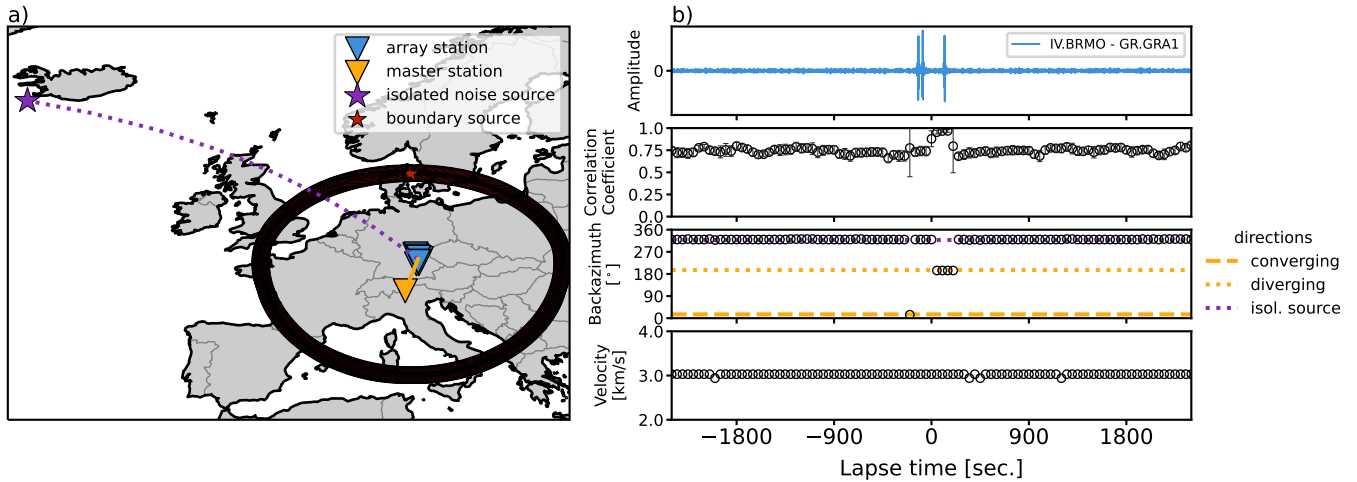 a)
array station
master station
isolated noise source
boundary source
b)
Amplitude
0
IV.BRMO - GR.GRA1
Correlation
Coefficient
1.0
0.75
0.5
0.25
0.0
Backazimuth
[°]
360
270
180
90
0
directions
converging
diverging
isol. source
Velocity
[km/s]
4.0
3.0
2.0
−1800
−900
0
900
1800
Lapse time [sec.]